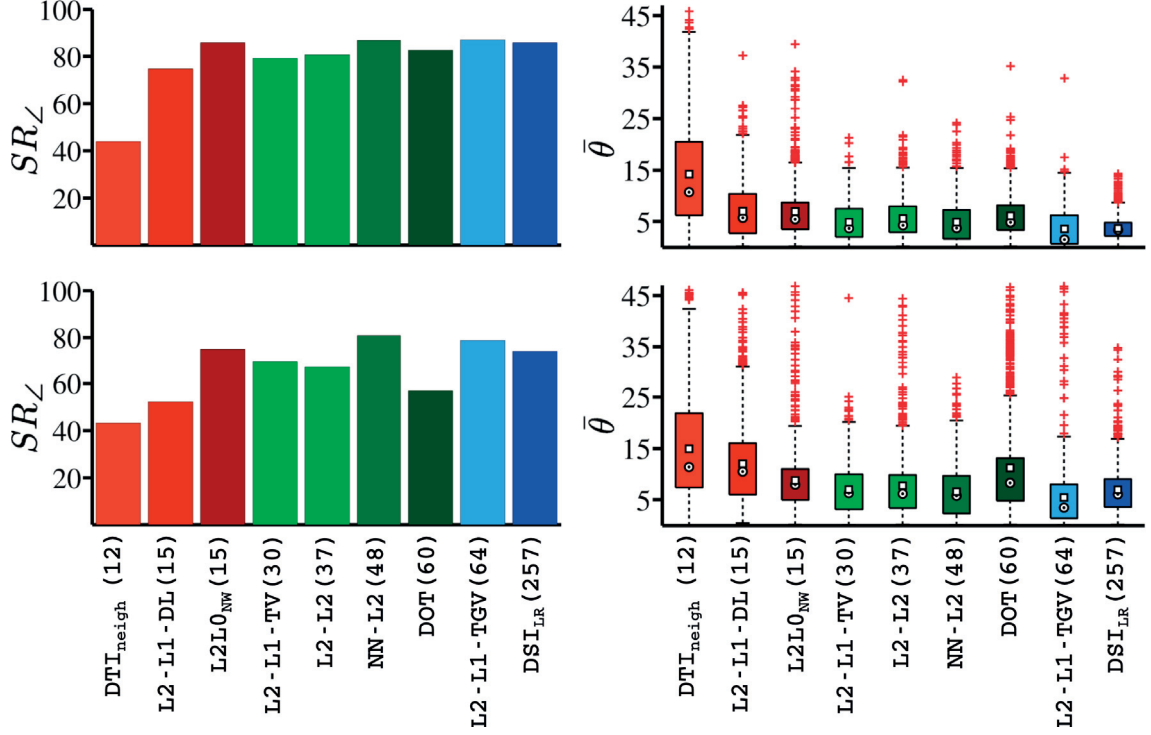 100
80
60
40
20
SR∠
45
35
25
15
5
θ̄
100
80
60
40
20
SR∠
45
35
25
15
5
θ̄
DTIneigh (12)
L2-L1-DL(15)
L2L0NW(15)
L2-L1-TV(30)
L2-L2(37)
NN-L2(48)
DOT(60)
L2-L1-TGV(64)
DSILR(257)
DTIneigh (12)
L2-L1-DL(15)
L2L0NW(15)
L2-L1-TV(30)
L2-L2(37)
NN-L2(48)
DOT(60)
L2-L1-TGV(64)
DSILR(257)